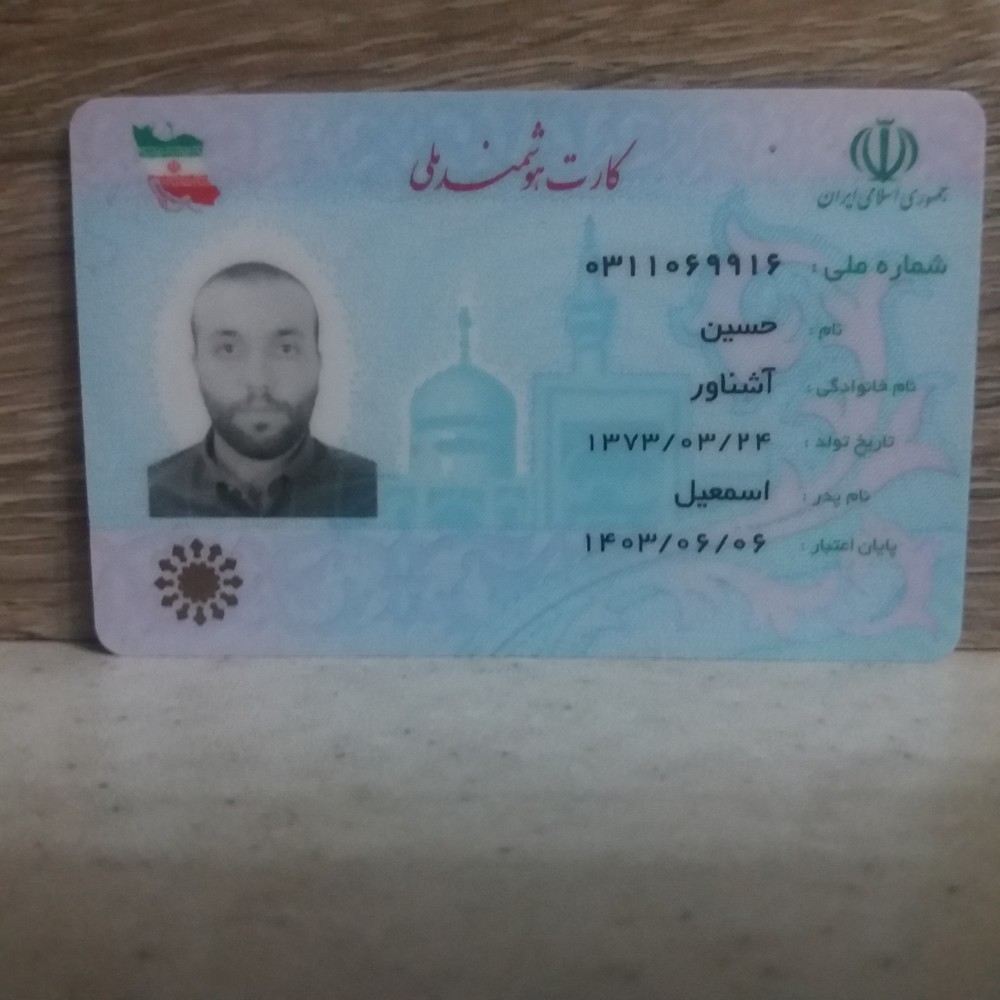 کارت هوشمند ملی
جمهوری اسلامی ایران
شماره ملی : ۰۳۱۱۰۶۹۹۱۶
نام : حسین
نام خانوادگی : آشناور
تاریخ تولد : ۱۳۷۳/۰۳/۲۴
نام پدر : اسمعیل
پایان اعتبار : ۱۴۰۳/۰۶/۰۶